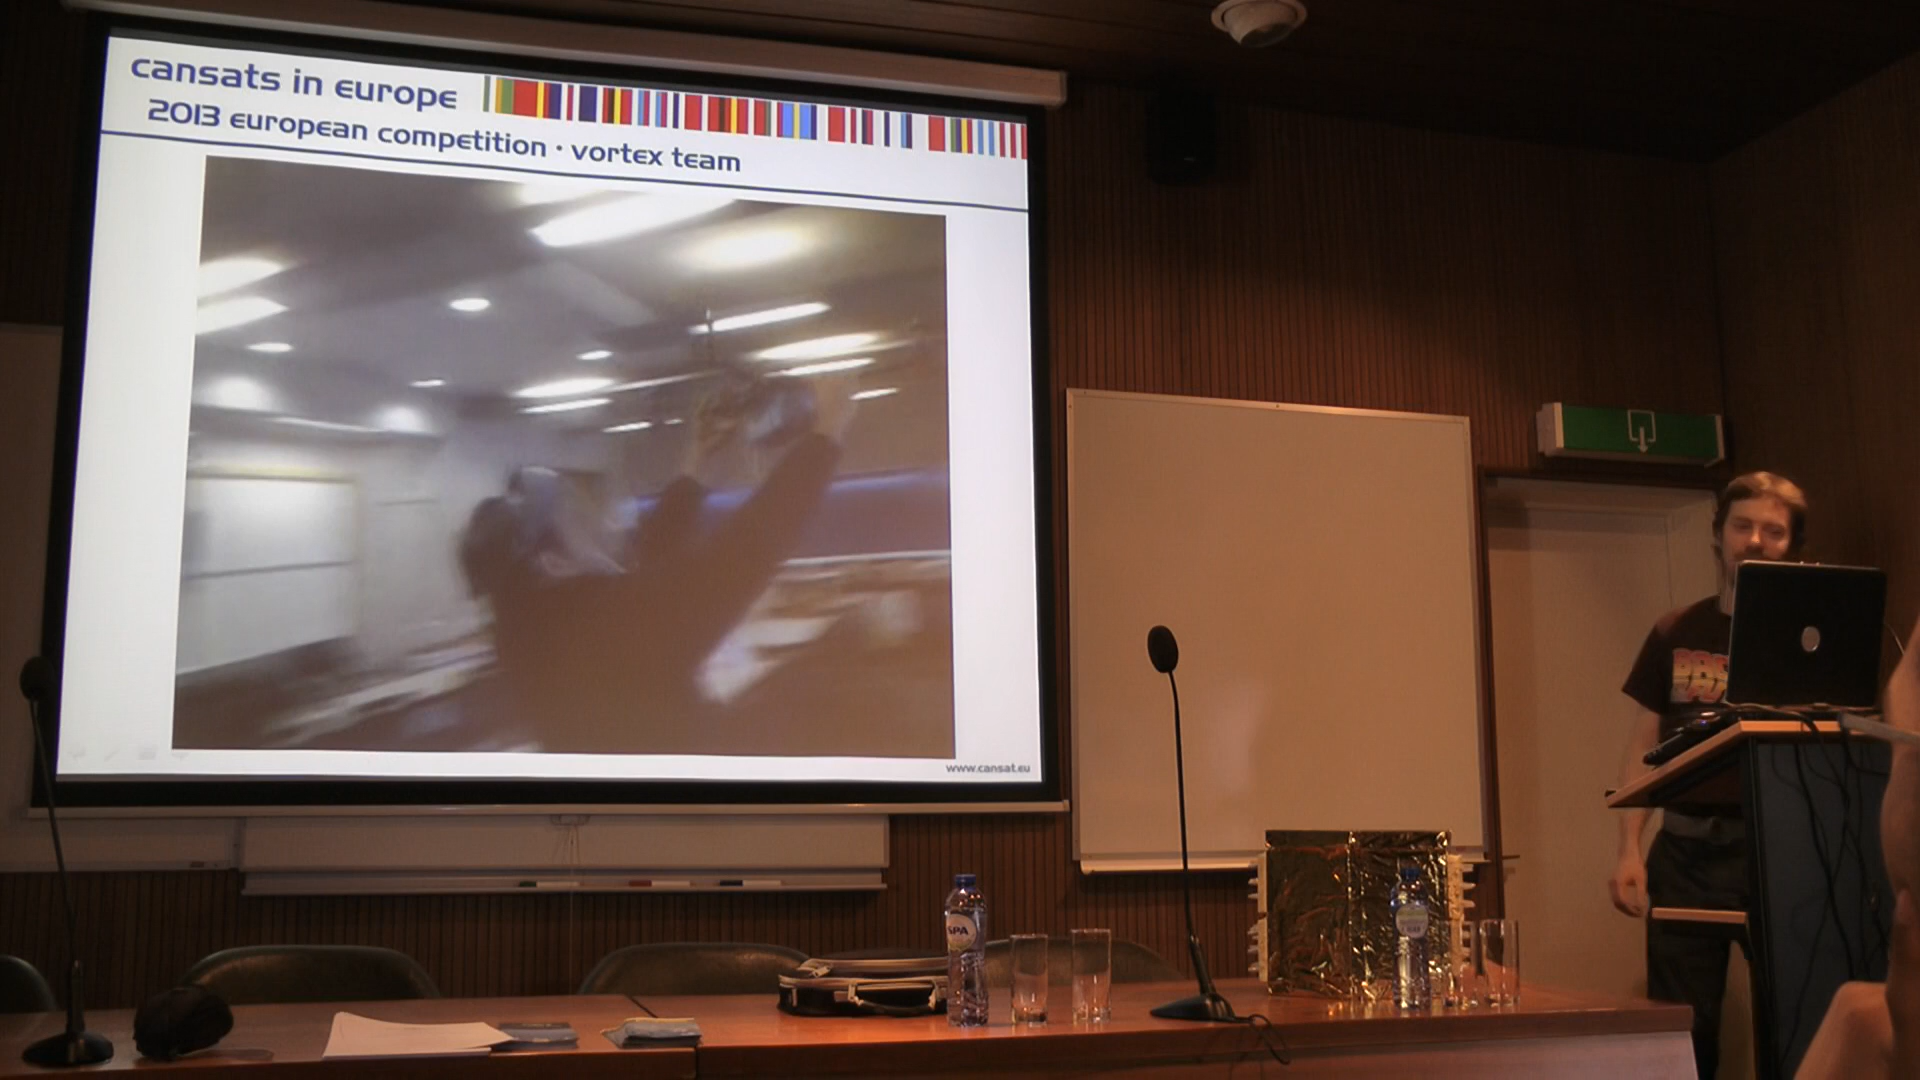 cansats in europe
2013 european competition • vortex team
www.cansat.eu
SPA